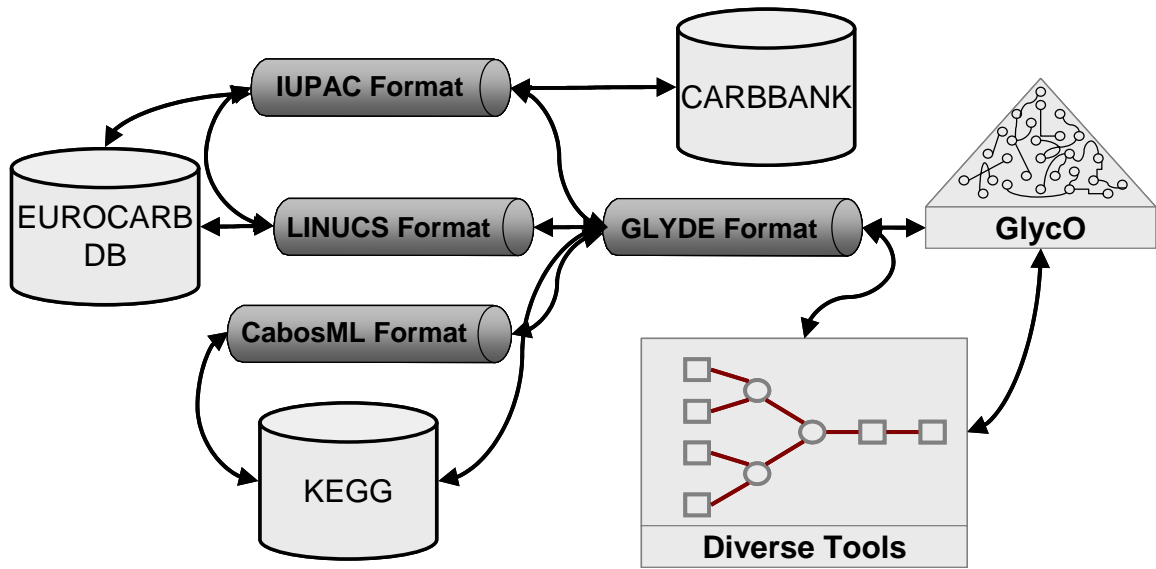 IUPAC Format
CARBBANK
EUROCARB
DB
LINUCS Format
GLYDE Format
GlycO
CabosML Format
KEGG
Diverse Tools